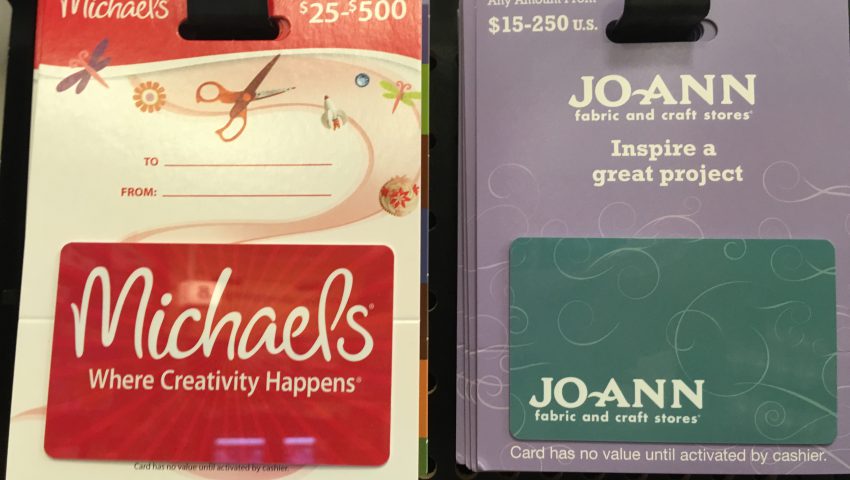 Michaels
$25-$500
TO
FROM:
Michaels®
Where Creativity Happens®
Card has no value until activated by cashier.
Any Amount From
$15-250 U.S.
JO-ANN
fabric and craft stores®
Inspire a
great project
JO-ANN
fabric and craft stores®
Card has no value until activated by cashier.